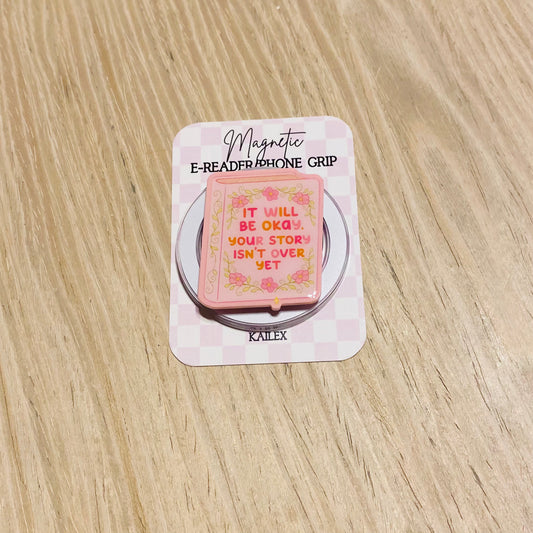 Magnetic
E-READER/PHONE GRIP
IT WILL
BE OKAY.
YOUR STORY
ISN'T OVER
YET
KAILEX